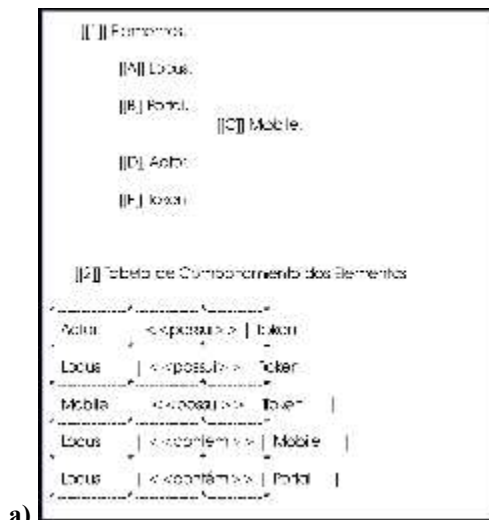 [[1]] Elementos.
[[A]] Locus.
[[B]] Portal.
[[C]] Mobile.
[[D]] Actor.
[[E]] Token
[[2]] Tabela de Comportamento dos Elementos
Actor <<possui>> | Token
Locus | <<possui>> Token
Mobile <<possui>> Token |
Locus | <<contém>> | Mobile |
Locus | <<contém>> | Portal |
a)